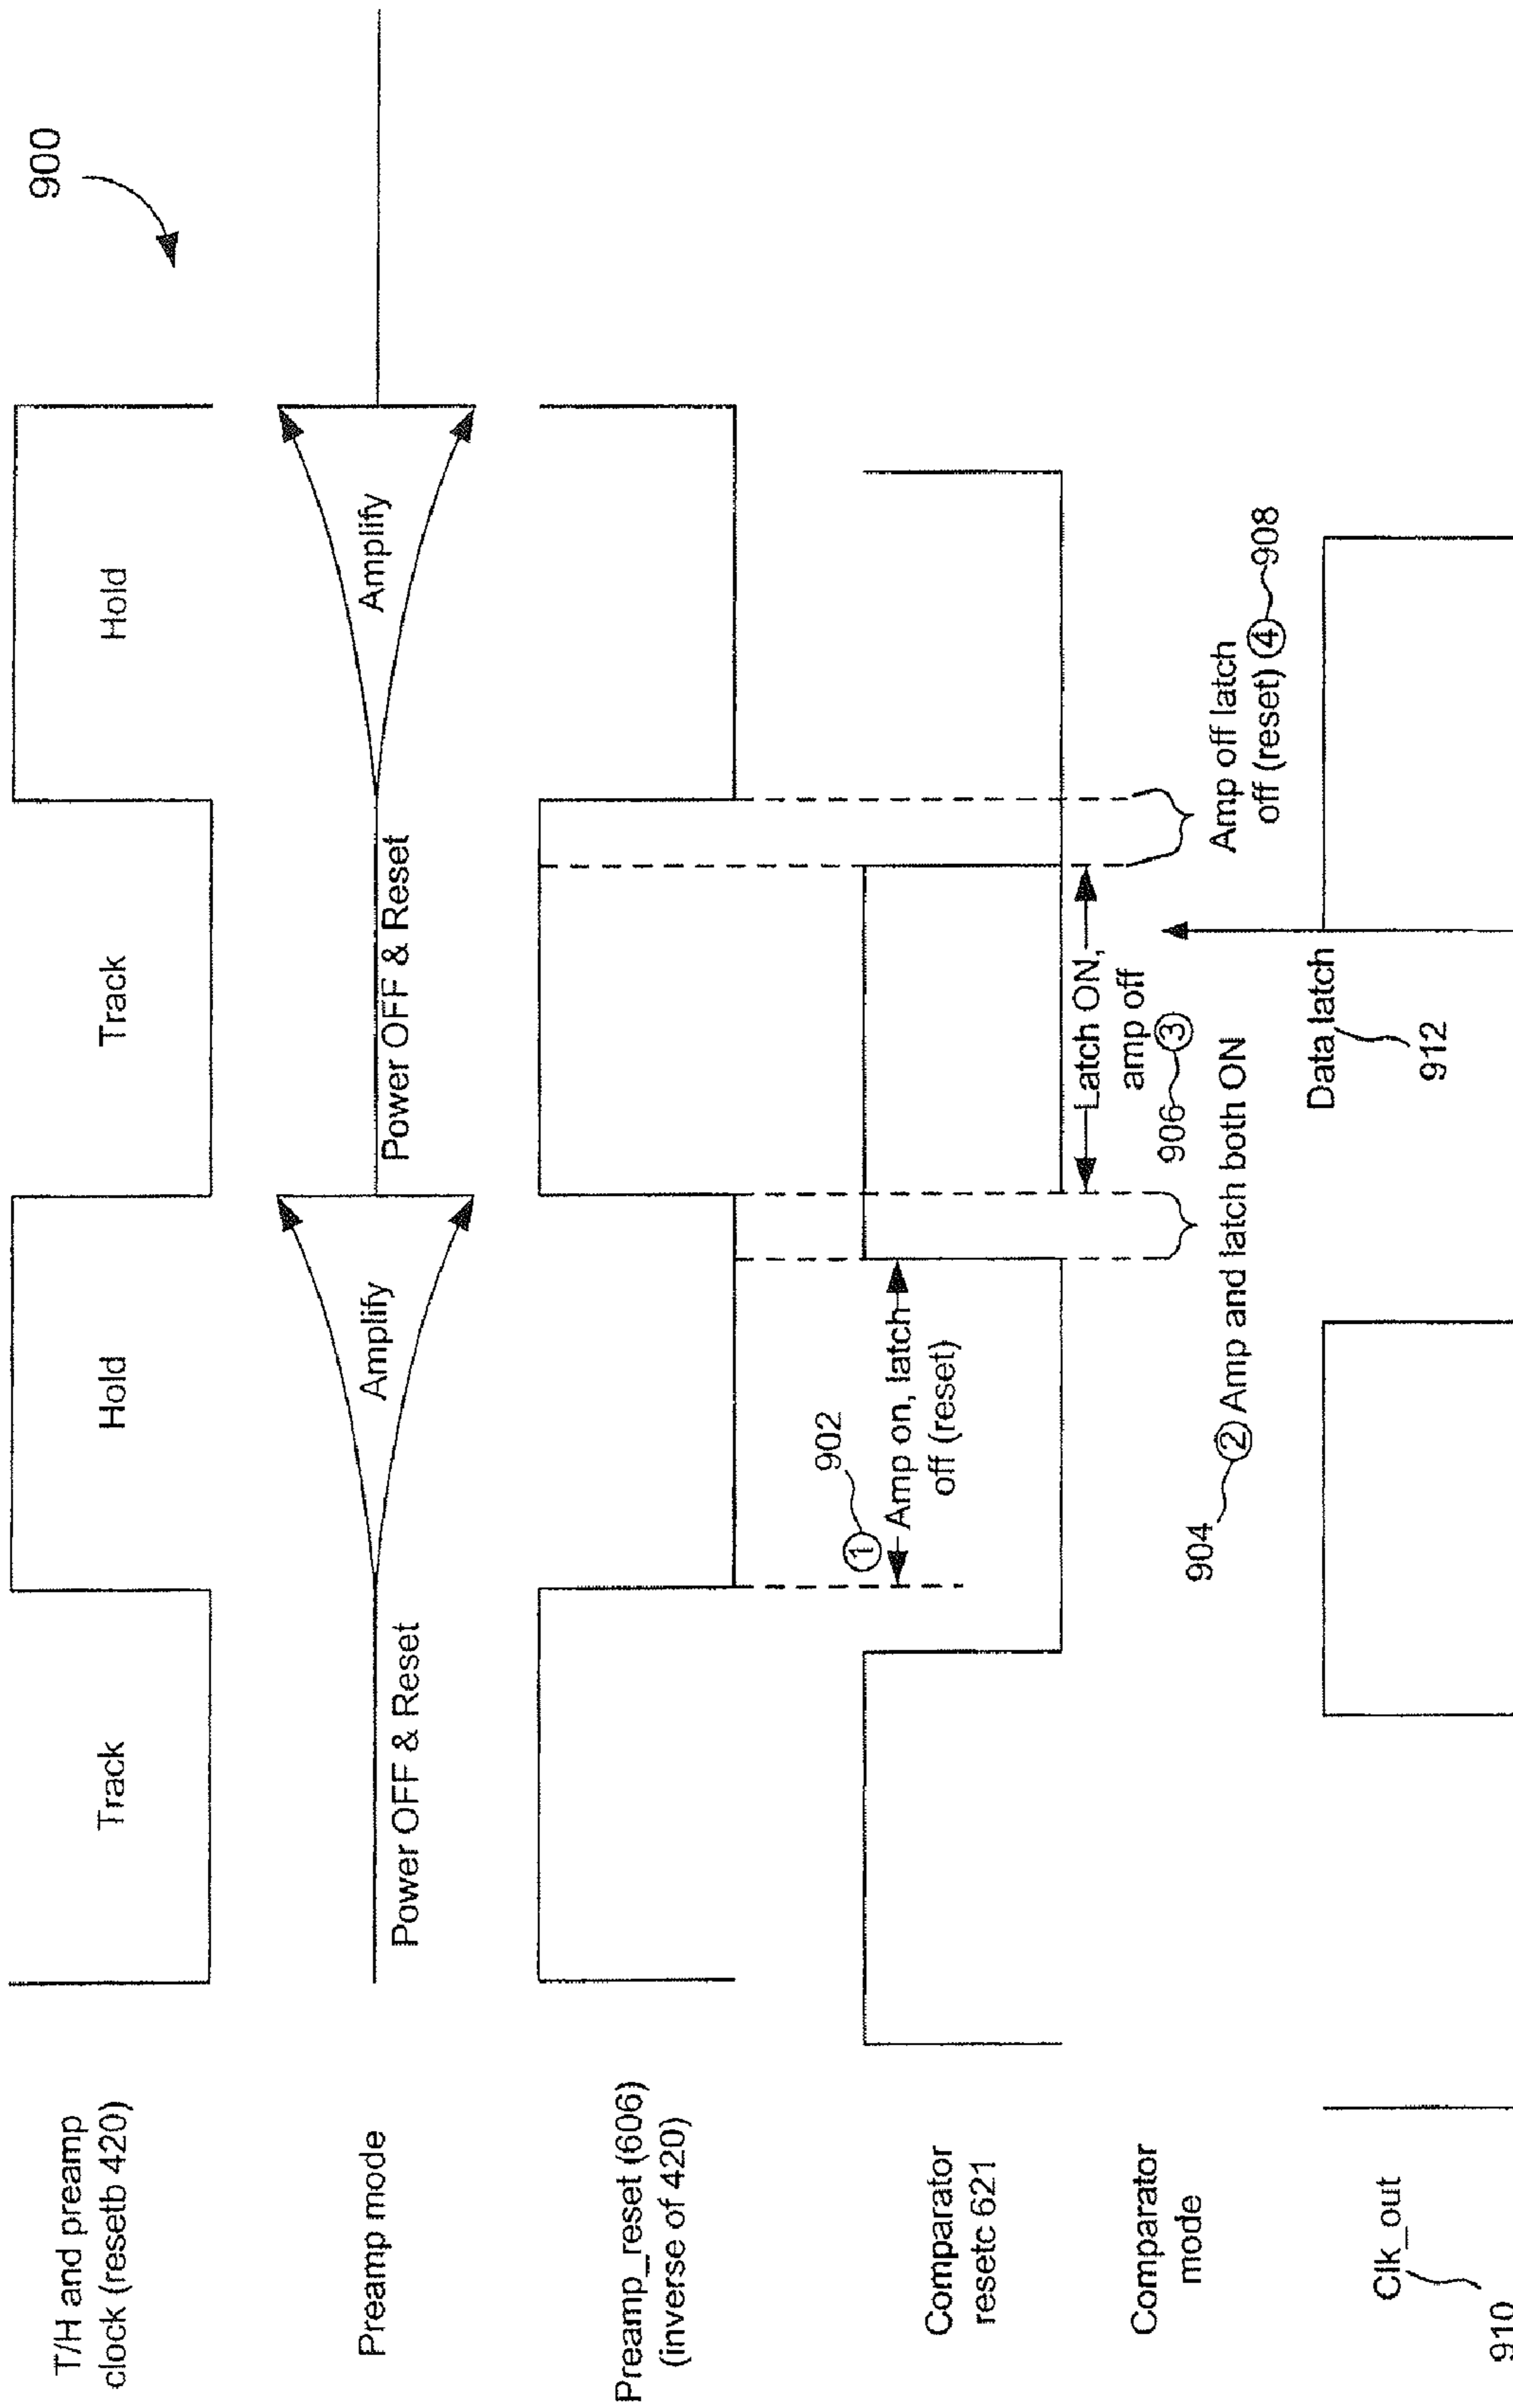 900
T/H and preamp
clock (resetb 420)
Track
Hold
Track
Hold
Preamp mode
Power OFF & Reset
Amplify
Power OFF & Reset
Amplify
Preamp_reset (606)
(inverse of 420)
Comparator
resetc 621
1 902
Amp on, latch
off (reset)
Comparator
mode
904 2 Amp and latch both ON
Latch ON,
amp off
906 3
Amp off latch
off (reset) 4 908
Clk_out
910
Data latch
912